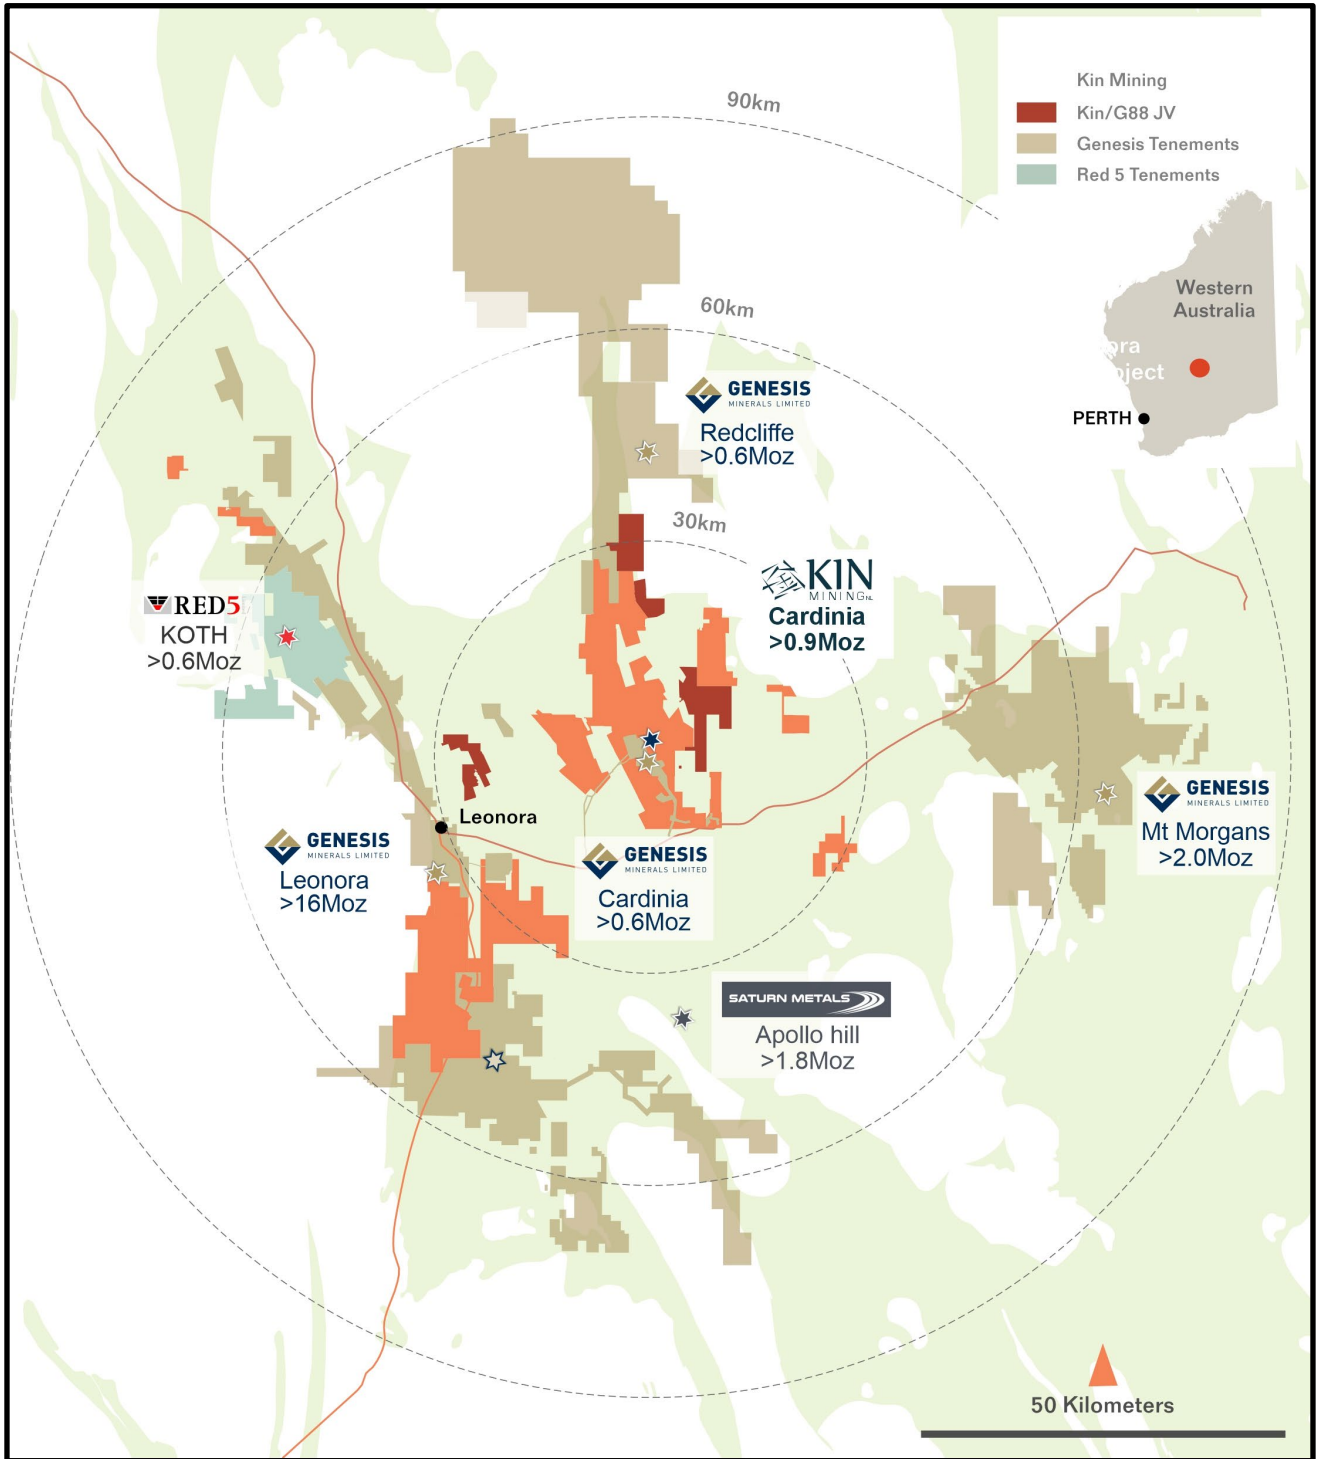 90km
Kin Mining
Kin/G88 JV
Genesis Tenements
Red 5 Tenements
Western
Australia
ora
oject
PERTH
60km
GENESIS
MINERALS LIMITED
Redcliffe
>0.6Moz
30km
KIN
MINING NL
Cardinia
>0.9Moz
RED5
KOTH
>0.6Moz
GENESIS
MINERALS LIMITED
Mt Morgans
>2.0Moz
Leonora
GENESIS
MINERALS LIMITED
Leonora
>16Moz
GENESIS
MINERALS LIMITED
Cardinia
>0.6Moz
SATURN METALS
Apollo hill
>1.8Moz
50 Kilometers